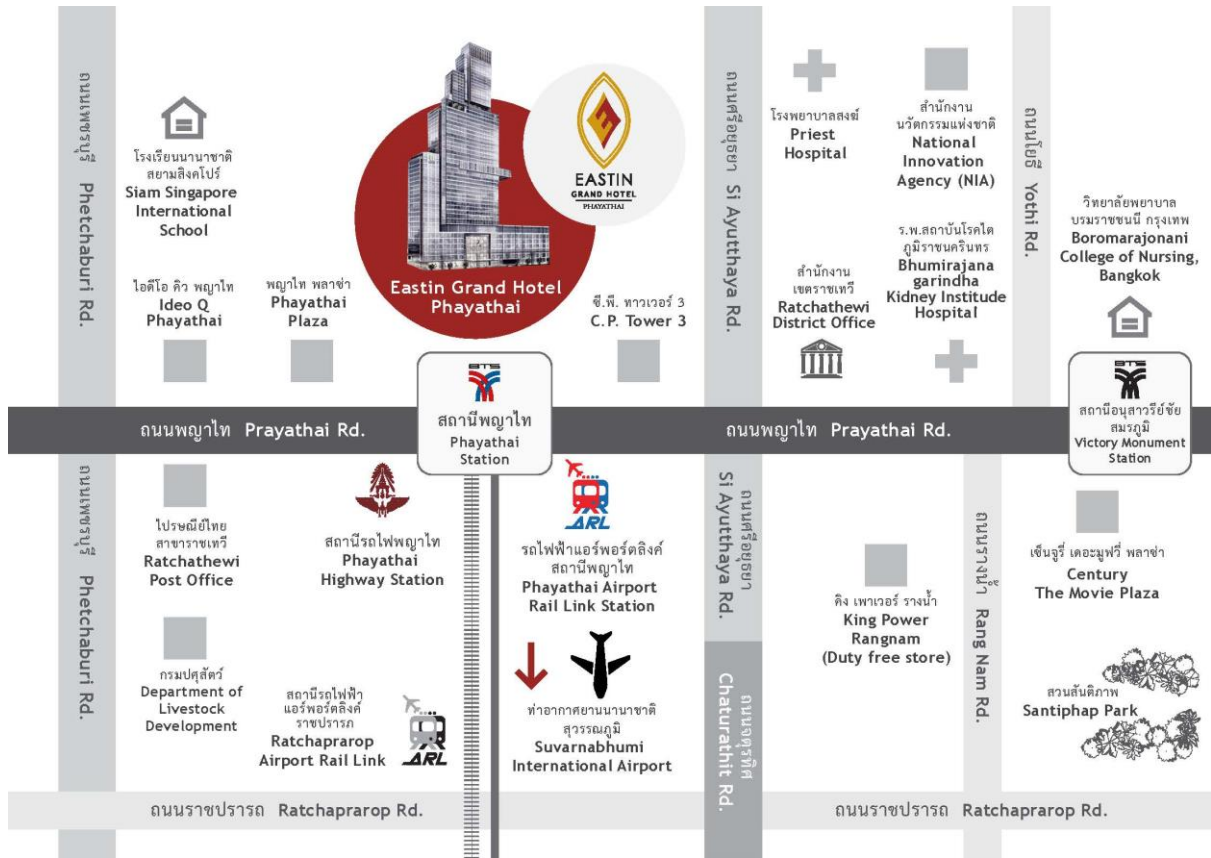 ถนนเพชรบุรี Phetchaburi Rd.
โรงเรียนนานาชาติ
สยามสิงคโปร์
Siam Singapore
International
School
EASTIN
GRAND HOTEL
PHAYATHAI
Eastin Grand Hotel
Phayathai
ไอดีโอ คิว พญาไท
Ideo Q
Phayathai
พญาไท พลาซ่า
Phayathai
Plaza
ซี.พี. ทาวเวอร์ 3
C.P. Tower 3
ถนนศรีอยุธยา Si Ayutthaya Rd.
โรงพยาบาลสงฆ์
Priest
Hospital
สำนักงาน
นวัตกรรมแห่งชาติ
National
Innovation
Agency (NIA)
ถนนโยธี Yothi Rd.
สำนักงาน
เขตราชเทวี
Ratchathewi
District Office
ร.พ.สถาบันโรคไต
ภูมิราชนครินทร
Bhumirajana
garindha
Kidney Institude
Hospital
วิทยาลัยพยาบาล
บรมราชชนนี กรุงเทพ
Boromarajonani
College of Nursing,
Bangkok
ถนนพญาไท Prayathai Rd.
BTS
สถานีพญาไท
Phayathai
Station
ถนนพญาไท Prayathai Rd.
BTS
สถานีอนุสาวรีย์ชัย
สมรภูมิ
Victory Monument
Station
ถนนเพชรบุรี Phetchaburi Rd.
ไปรษณีย์ไทย
สาขาราชเทวี
Ratchathewi
Post Office
สถานีรถไฟพญาไท
Phayathai
Highway Station
ARL
รถไฟฟ้าแอร์พอร์ตลิงค์
สถานีพญาไท
Phayathai Airport
Rail Link Station
ถนนศรีอยุธยา
Si Ayutthaya Rd.
คิง เพาเวอร์ รางน้ำ
King Power
Rangnam
(Duty free store)
ถนนรางน้ำ Rang Nam Rd.
เซ็นจูรี่ เดอะมูฟวี่ พลาซ่า
Century
The Movie Plaza
กรมปศุสัตว์
Department of
Livestock
Development
สถานีรถไฟฟ้า
แอร์พอร์ตลิงค์
ราชปรารภ
Ratchaprarop
Airport Rail Link
ARL
ท่าอากาศยานนานาชาติ
สุวรรณภูมิ
Suvarnabhumi
International Airport
ถนนจตุรทิศ
Chaturathit Rd.
สวนสันติภาพ
Santiphap Park
ถนนราชปรารถ Ratchaprarop Rd.
ถนนราชปรารถ Ratchaprarop Rd.